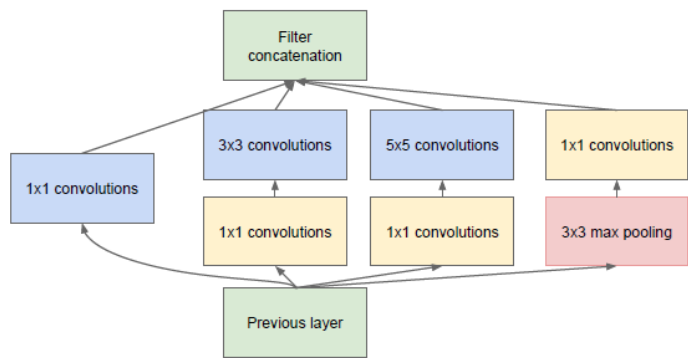 Filter
concatenation
3x3 convolutions
5x5 convolutions
1x1 convolutions
1x1 convolutions
1x1 convolutions
1x1 convolutions
3x3 max pooling
Previous layer